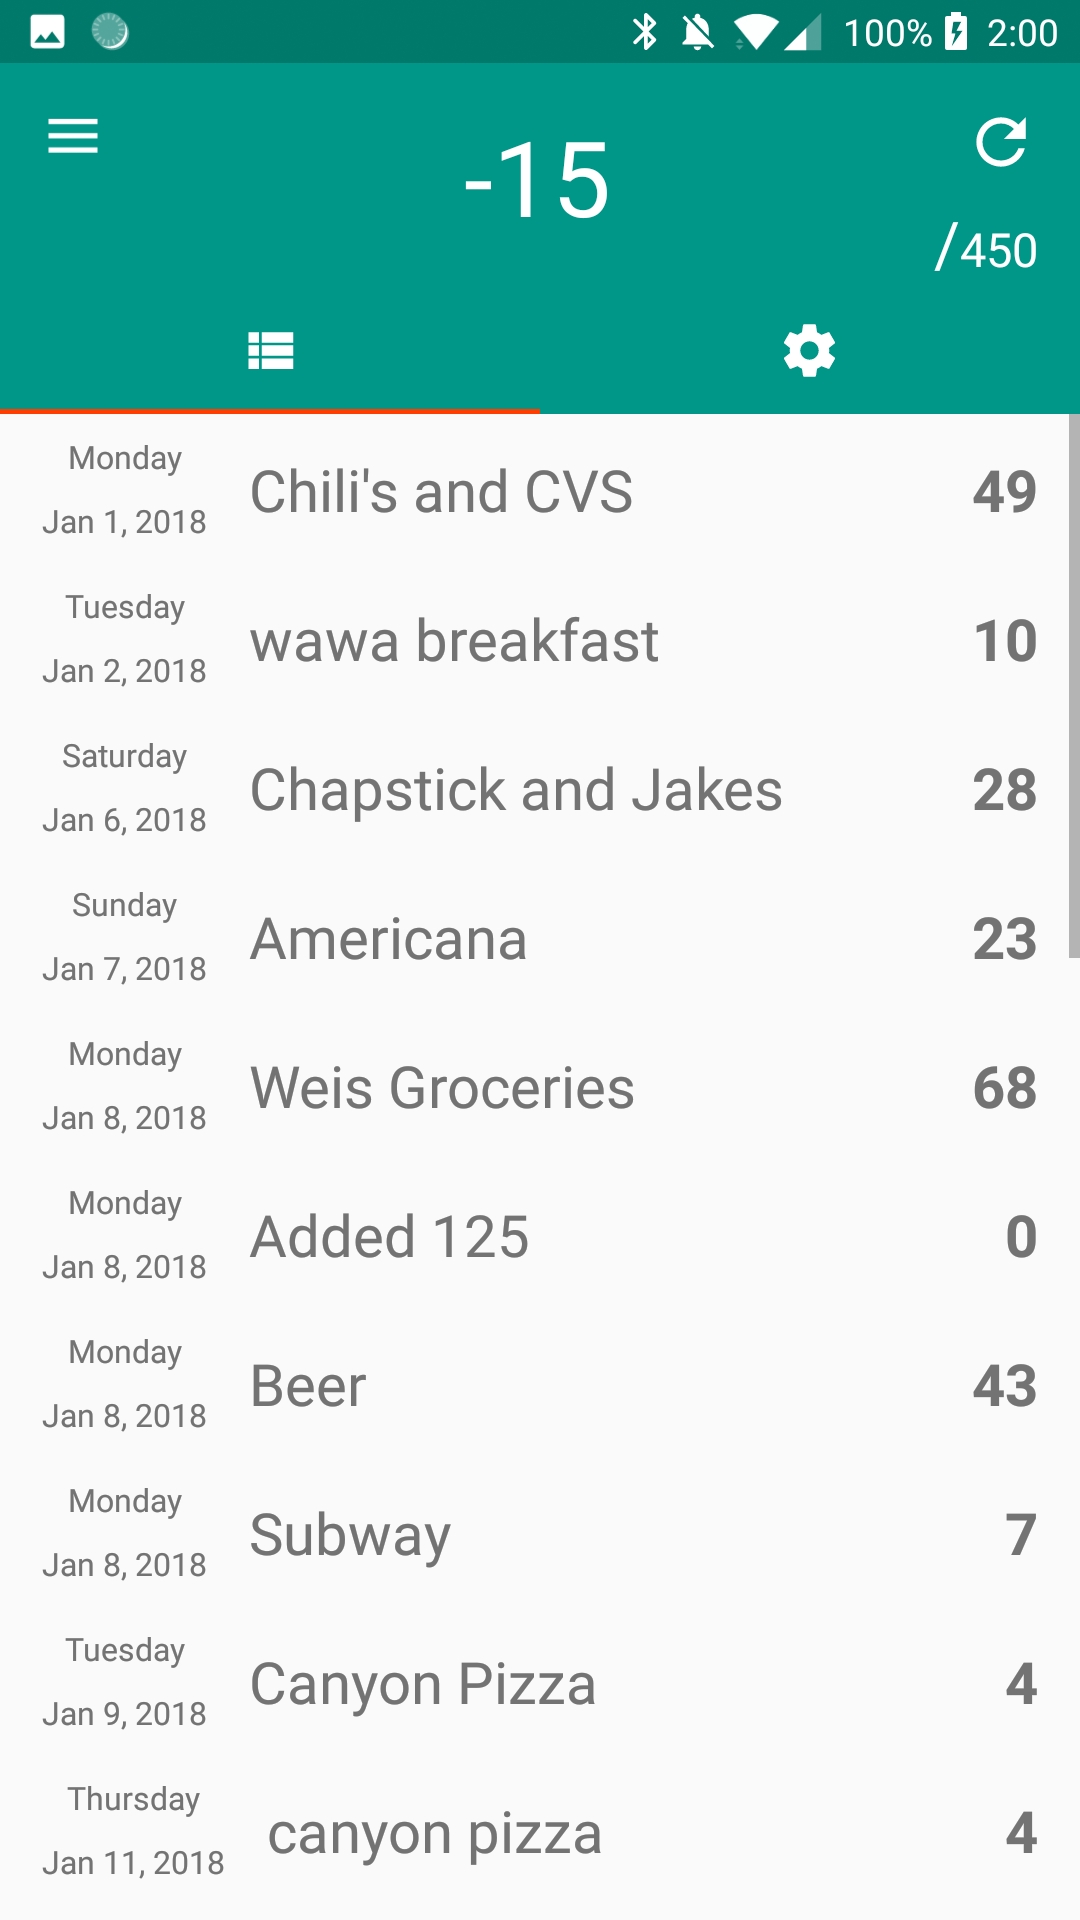 100% 2:00
-15
/450
Monday
Jan 1, 2018
Chili's and CVS
49
Tuesday
Jan 2, 2018
wawa breakfast
10
Saturday
Jan 6, 2018
Chapstick and Jakes
28
Sunday
Jan 7, 2018
Americana
23
Monday
Jan 8, 2018
Weis Groceries
68
Monday
Jan 8, 2018
Added 125
0
Monday
Jan 8, 2018
Beer
43
Monday
Jan 8, 2018
Subway
7
Tuesday
Jan 9, 2018
Canyon Pizza
4
Thursday
Jan 11, 2018
canyon pizza
4